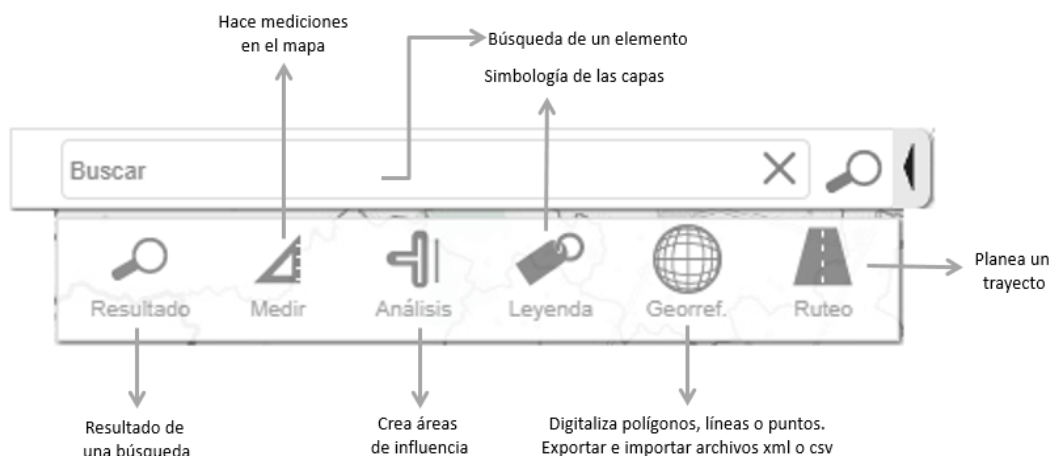 Hace mediciones
en el mapa
Búsqueda de un elemento
Simbología de las capas
Buscar
Resultado
Medir
Análisis
Leyenda
Georref.
Ruteo
Planea un
trayecto
Resultado de
una búsqueda
Crea áreas
de influencia
Digitaliza polígonos, líneas o puntos.
Exportar e importar archivos xml o csv